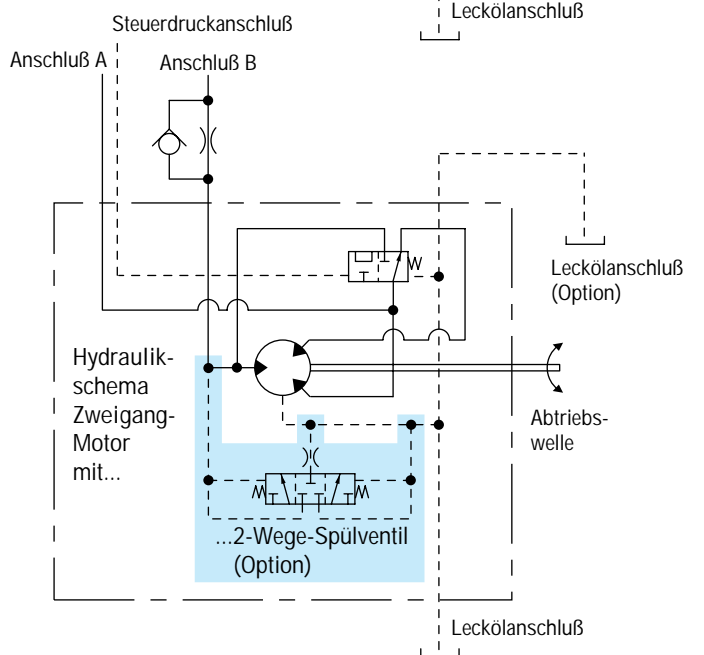 Leckölanschluß
Steuerdruckanschluß
Anschluß A
Anschluß B
Leckölanschluß
(Option)
Hydraulik-
schema
Zweigang-
Motor
mit...
Abtriebs-
welle
...2-Wege-Spülventil
(Option)
Leckölanschluß